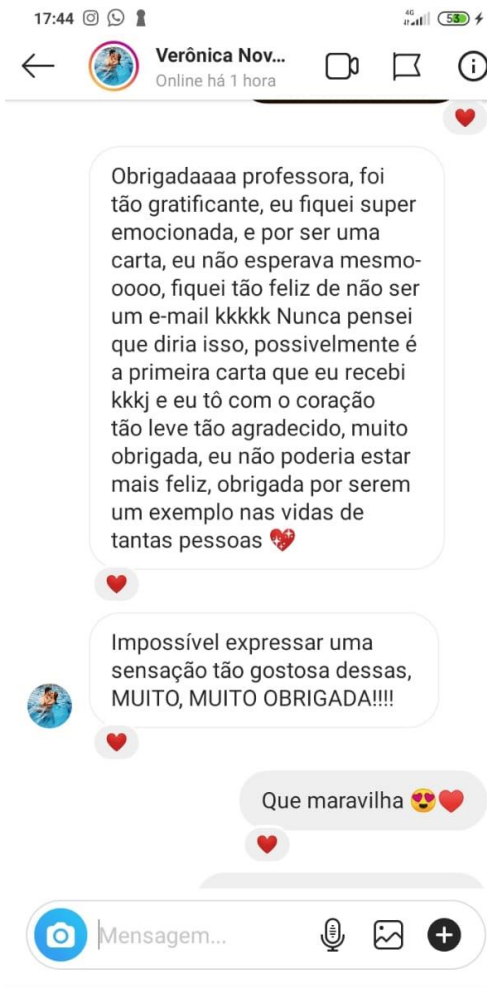 17:44
4G
53
Verônica Nov...
Online há 1 hora
Obrigadaaaa professora, foi
tão gratificante, eu fiquei super
emocionada, e por ser uma
carta, eu não esperava mesmo-
oooo, fiquei tão feliz de não ser
um e-mail kkkkk Nunca pensei
que diria isso, possivelmente é
a primeira carta que eu recebi
kkkj e eu tô com o coração
tão leve tão agradecido, muito
obrigada, eu não poderia estar
mais feliz, obrigada por serem
um exemplo nas vidas de
tantas pessoas 💖
Impossível expressar uma
sensação tão gostosa dessas,
MUITO, MUITO OBRIGADA!!!!
Que maravilha 😍♥️
Mensagem...